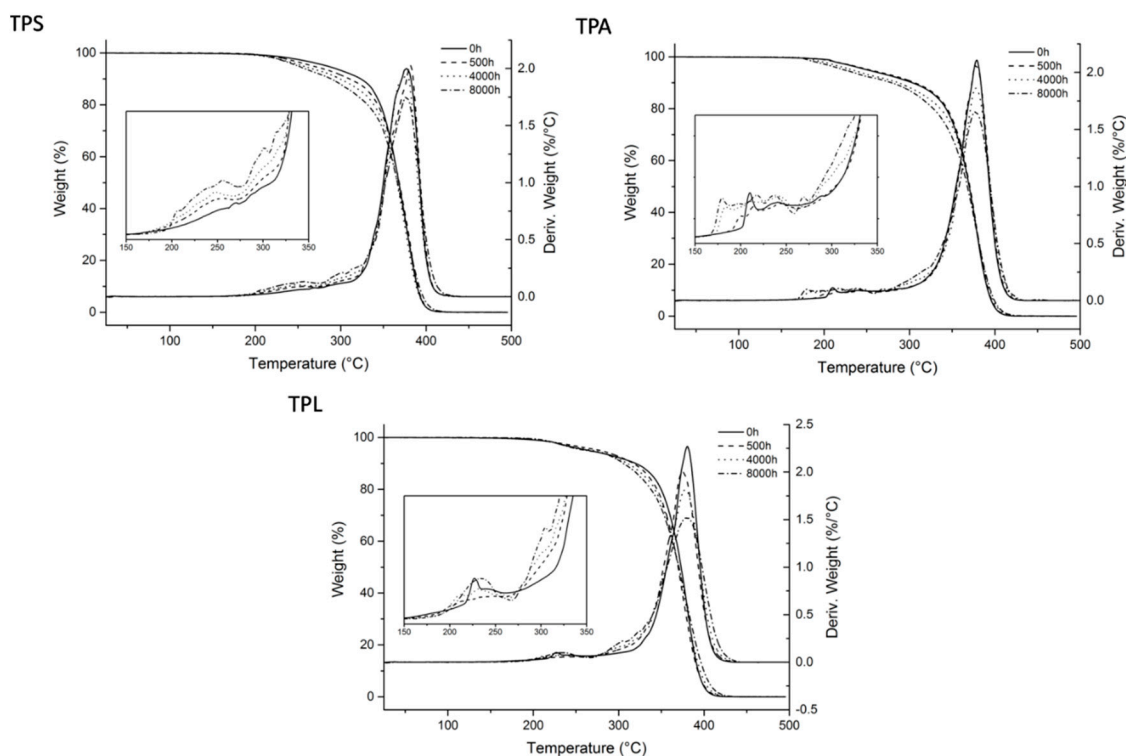 TPS
0h
500h
4000h
8000h
100
80
60
40
20
0
Weight (%)
2.0
1.5
1.0
0.5
0.0
Deriv. Weight (%/°C)
150 200 250 300 350
100 200 300 400 500
Temperature (°C)
TPA
0h
500h
4000h
8000h
100
80
60
40
20
0
Weight (%)
2.0
1.5
1.0
0.5
0.0
Deriv. Weight (%/°C)
150 200 250 300 350
100 200 300 400 500
Temperature (°C)
TPL
0h
500h
4000h
8000h
100
80
60
40
20
0
Weight (%)
2.5
2.0
1.5
1.0
0.5
0.0
-0.5
Deriv. Weight (%/°C)
150 200 250 300 350
100 200 300 400 500
Temperature (°C)